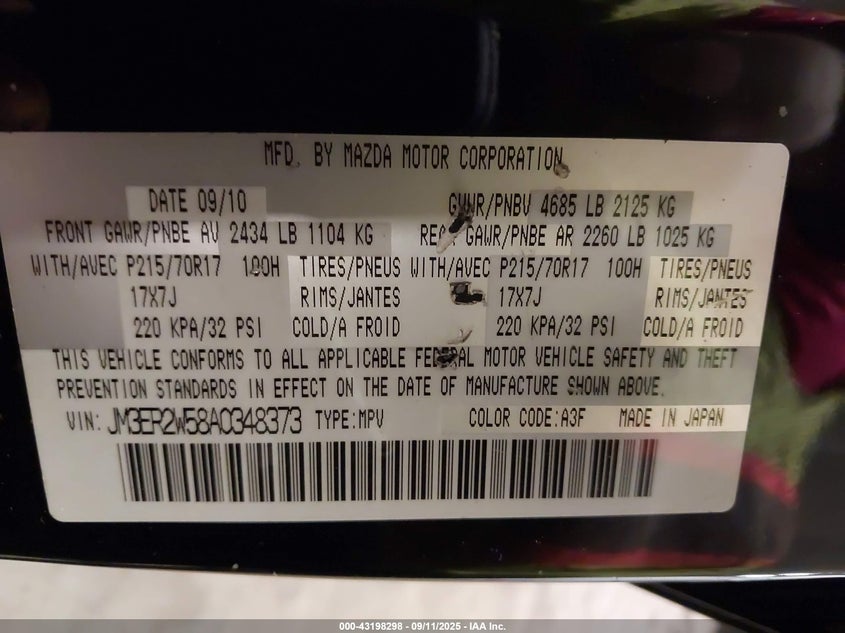 MFD. BY MAZDA MOTOR CORPORATION
DATE 09/10 GVWR/PNBV 4685 LB 2125 KG
FRONT GAWR/PNBE AV 2434 LB 1104 KG REAR GAWR/PNBE AR 2260 LB 1025 KG
WITH/AVEC P215/70R17 100H TIRES/PNEUS WITH/AVEC P215/70R17 100H TIRES/PNEUS
17X7J RIMS/JANTES 17X7J RIMS/JANTES
220 KPA/32 PSI COLD/A FROID 220 KPA/32 PSI COLD/A FROID
THIS VEHICLE CONFORMS TO ALL APPLICABLE FEDERAL MOTOR VEHICLE SAFETY AND THEFT
PREVENTION STANDARDS IN EFFECT ON THE DATE OF MANUFACTURE SHOWN ABOVE.
VIN: JM3ER2W58A0348373 TYPE:MPV COLOR CODE:A3F MADE IN JAPAN
000-43198298 - 09/11/2025 - IAA Inc.